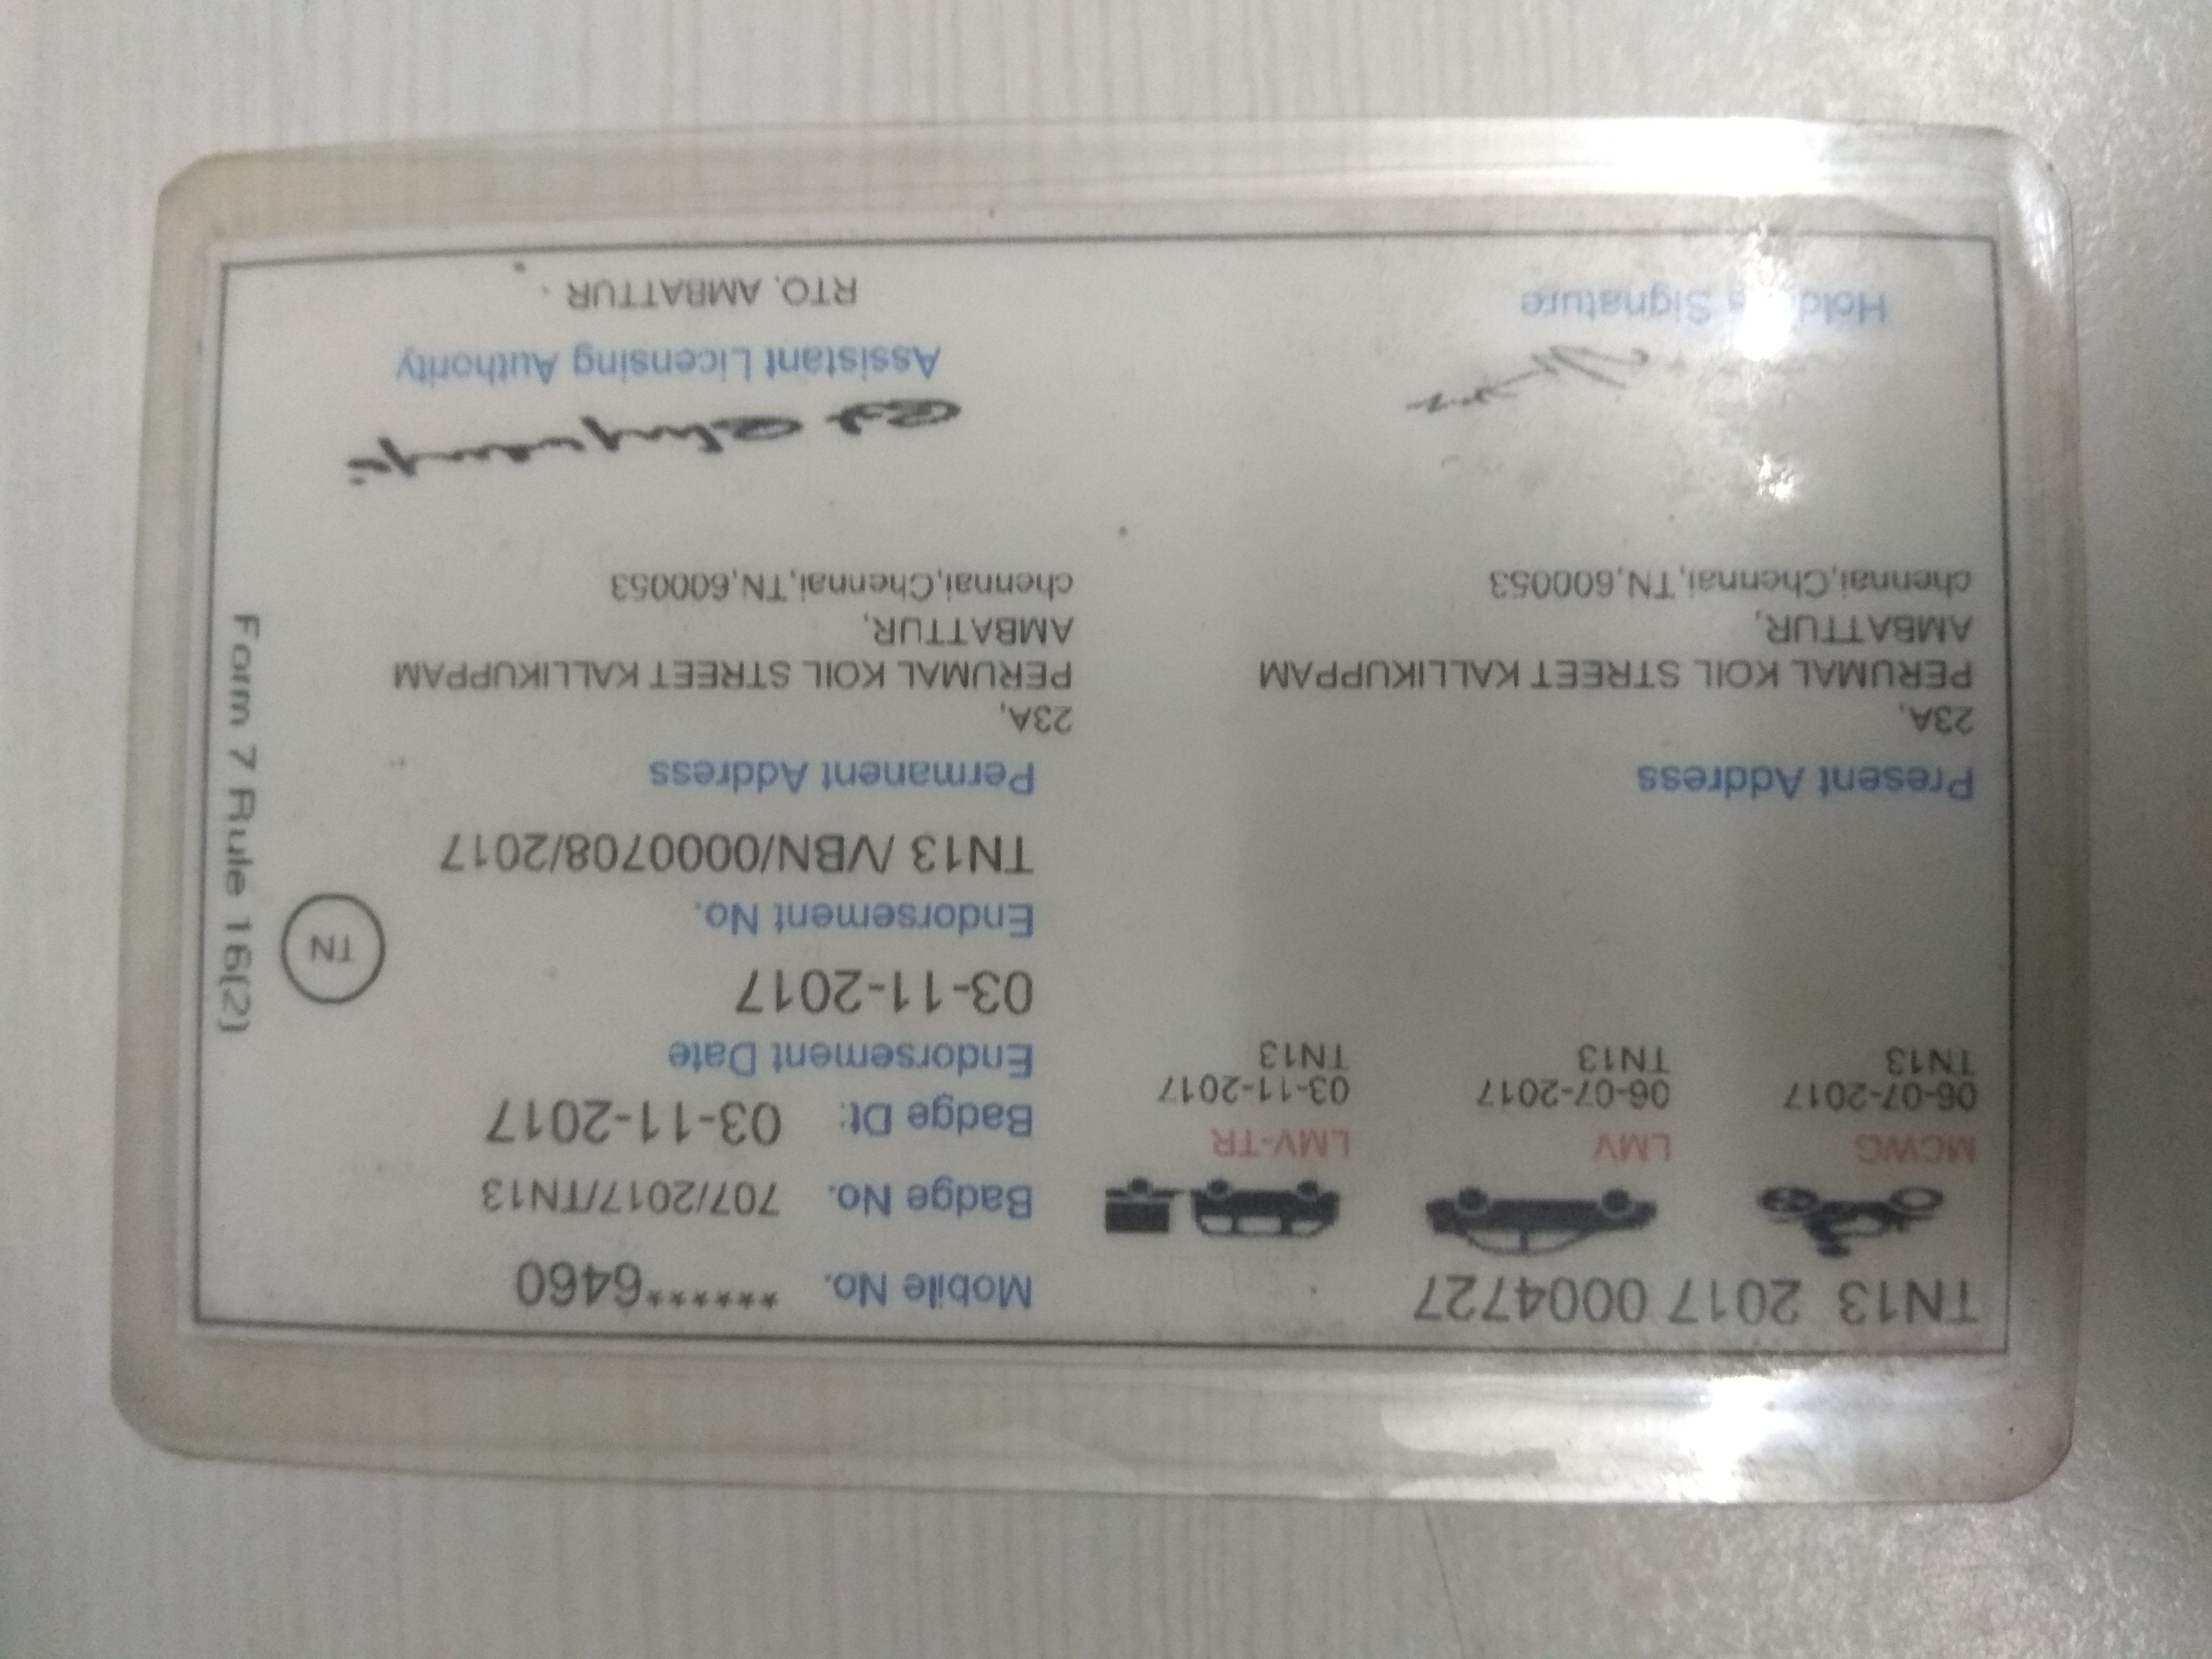 TN13 2017 0004727
MCWG
06-07-2017
TN13
LMV
06-07-2017
TN13
LMV-TR
03-11-2017
TN13
Mobile No. ******6460
Badge No. 707/2017/TN13
Badge Dt: 03-11-2017
Endorsement Date
03-11-2017
Endorsement No.
TN13 /VBN/0000708/2017
TN
Form 7 Rule 16(2)
Present Address
23A,
PERUMAL KOIL STREET KALLIKUPPAM
AMBATTUR,
chennai,Chennai,TN,600053
Permanent Address
23A,
PERUMAL KOIL STREET KALLIKUPPAM
AMBATTUR,
chennai,Chennai,TN,600053
Signature
Assistant Licensing Authority
RTO, AMBATTUR